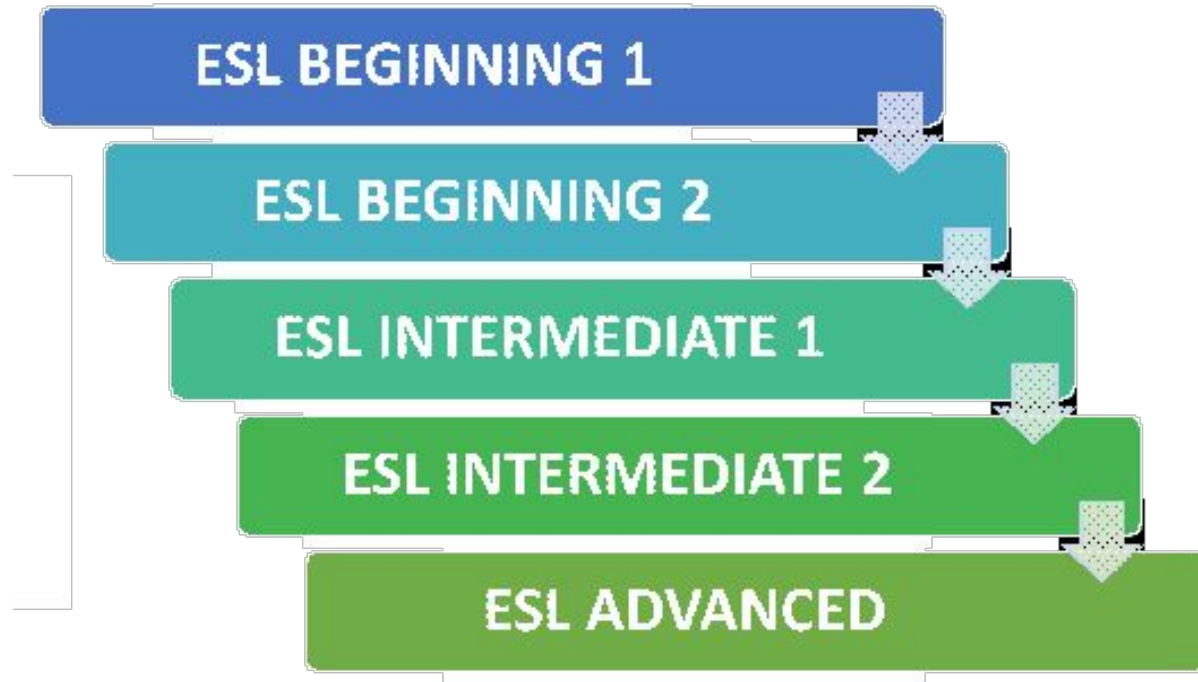 ESL BEGINNING 1
ESL BEGINNING 2
ESL INTERMEDIATE 1
ESL INTERMEDIATE 2
ESL ADVANCED